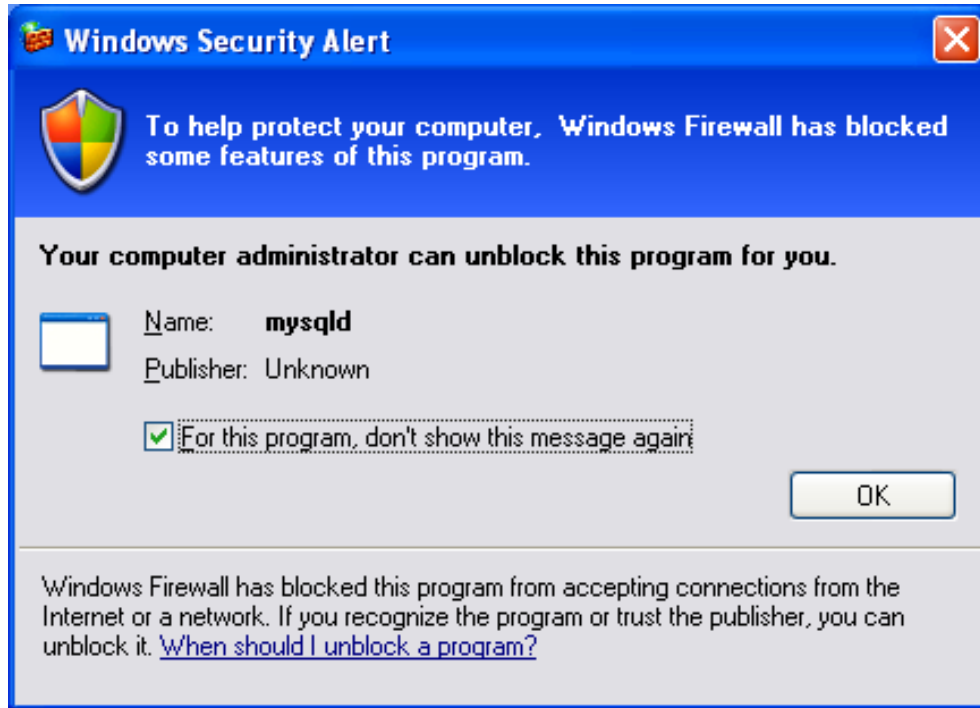 Windows Security Alert
To help protect your computer,  Windows Firewall has blocked
some features of this program.
Your computer administrator can unblock this program for you.
Name: mysqld
Publisher: Unknown
For this program, don't show this message again
OK
Windows Firewall has blocked this program from accepting connections from the
Internet or a network. If you recognize the program or trust the publisher, you can
unblock it. When should I unblock a program?